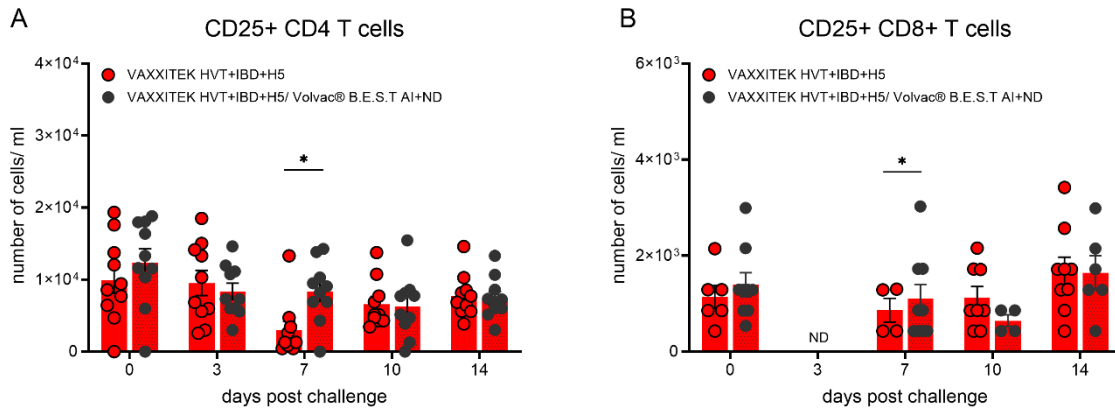 A
CD25+ CD4 T cells
4×10⁴
3×10⁴
2×10⁴
1×10⁴
0
number of cells/ ml
VAXXITEK HVT+IBD+H5
VAXXITEK HVT+IBD+H5/ Volvac® B.E.S.T AI+ND
*
0 3 7 10 14
days post challenge
B
CD25+ CD8+ T cells
6×10³
4×10³
2×10³
0
number of cells/ ml
VAXXITEK HVT+IBD+H5
VAXXITEK HVT+IBD+H5/ Volvac® B.E.S.T AI+ND
*
ND
0 3 7 10 14
days post challenge